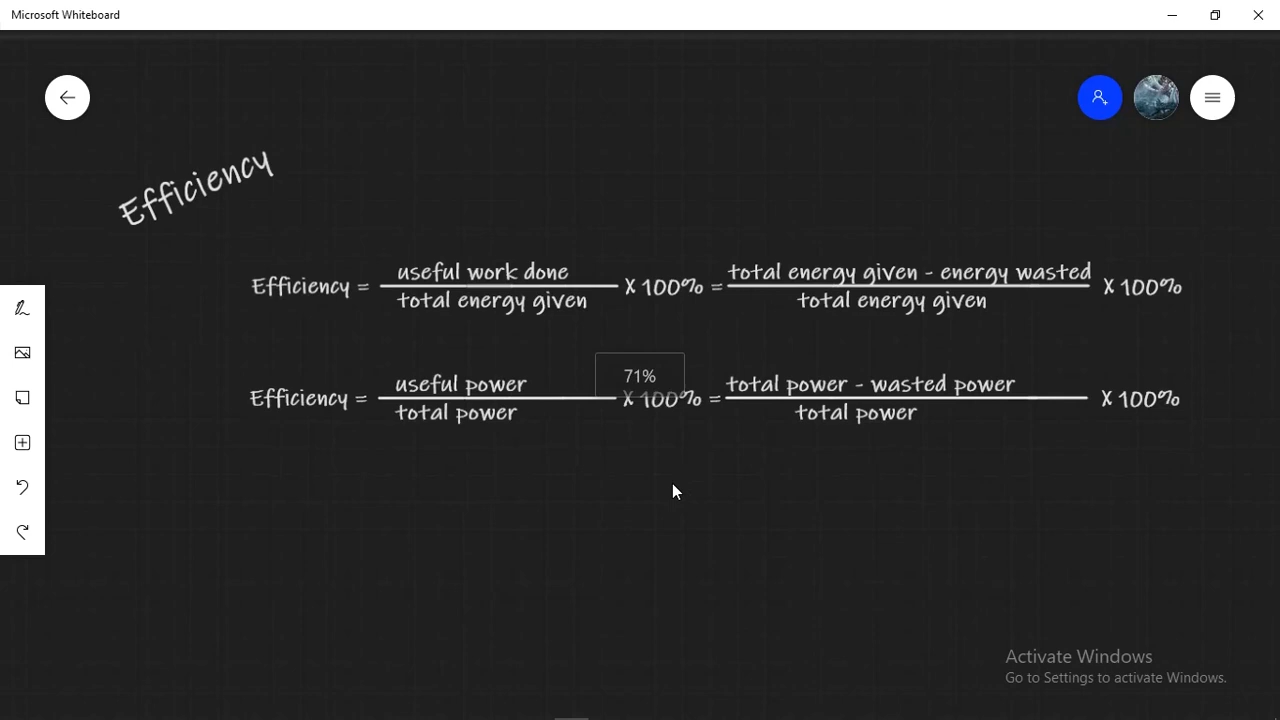 Microsoft Whiteboard
Efficiency
Efficiency = useful work done / total energy given X 100% = total energy given - energy wasted / total energy given X 100%
71%
Efficiency = useful power / total power X 100% = total power - wasted power / total power X 100%
Activate Windows
Go to Settings to activate Windows.